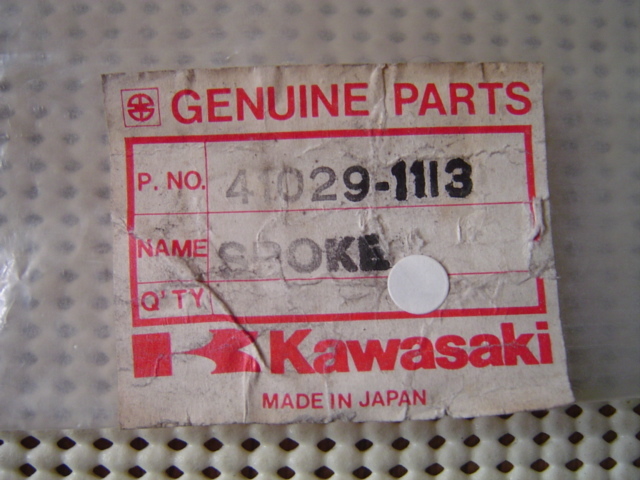 GENUINE PARTS
P. NO. 41029-1113
NAME SPOKE
Q'TY
Kawasaki
MADE IN JAPAN